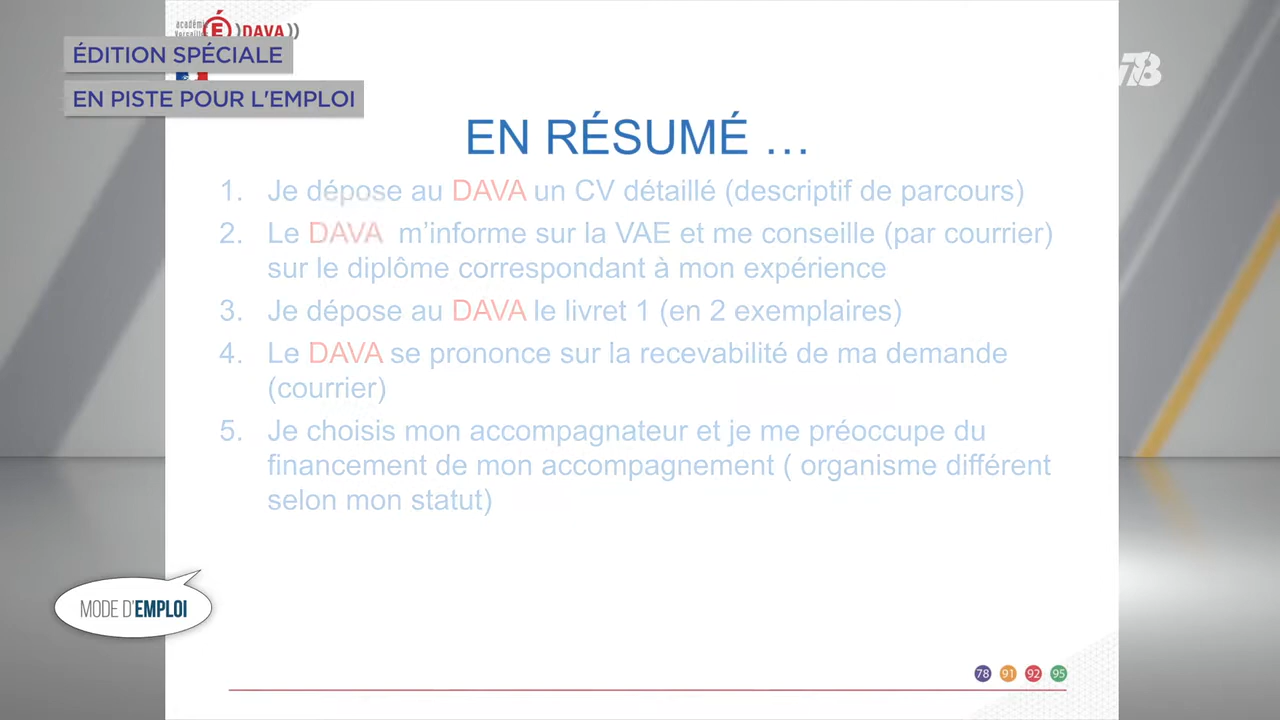 académie
Versailles
É)) DAVA))
ÉDITION SPÉCIALE
EN PISTE POUR L'EMPLOI
78
EN RÉSUMÉ …
1. Je dépose au DAVA un CV détaillé (descriptif de parcours)
2. Le DAVA m’informe sur la VAE et me conseille (par courrier)
sur le diplôme correspondant à mon expérience
3. Je dépose au DAVA le livret 1 (en 2 exemplaires)
4. Le DAVA se prononce sur la recevabilité de ma demande
(courrier)
5. Je choisis mon accompagnateur et je me préoccupe du
financement de mon accompagnement ( organisme différent
selon mon statut)
MODE D'EMPLOI
78 91 92 95